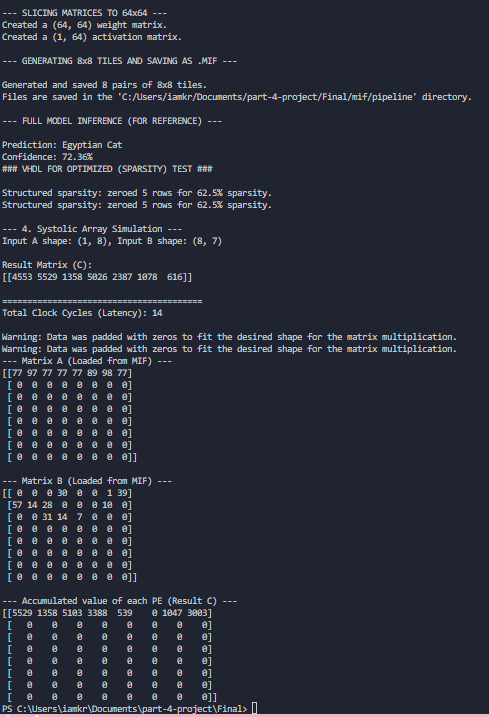 --- SLICING MATRICES TO 64x64 ---
Created a (64, 64) weight matrix.
Created a (1, 64) activation matrix.
--- GENERATING 8x8 TILES AND SAVING AS .MIF ---
Generated and saved 8 pairs of 8x8 tiles.
Files are saved in the 'C:/Users/iamkr/Documents/part-4-project/Final/mif/pipeline' directory.
--- FULL MODEL INFERENCE (FOR REFERENCE) ---
Prediction: Egyptian Cat
Confidence: 72.36%
### VHDL FOR OPTIMIZED (SPARSITY) TEST ###
Structured sparsity: zeroed 5 rows for 62.5% sparsity.
Structured sparsity: zeroed 5 rows for 62.5% sparsity.
--- 4. Systolic Array Simulation ---
Input A shape: (1, 8), Input B shape: (8, 7)
Result Matrix (C):
[[4553 5529 1358 5026 2387 1078  616]]
========================================
Total Clock Cycles (Latency): 14
Warning: Data was padded with zeros to fit the desired shape for the matrix multiplication.
Warning: Data was padded with zeros to fit the desired shape for the matrix multiplication.
--- Matrix A (Loaded from MIF) ---
[[77 97 77 77 77 89 98 77]
 [ 0  0  0  0  0  0  0  0]
 [ 0  0  0  0  0  0  0  0]
 [ 0  0  0  0  0  0  0  0]
 [ 0  0  0  0  0  0  0  0]
 [ 0  0  0  0  0  0  0  0]
 [ 0  0  0  0  0  0  0  0]
 [ 0  0  0  0  0  0  0  0]]
--- Matrix B (Loaded from MIF) ---
[[ 0  0  0 30  0  0  1 39]
 [57 14 28  0  0  0 10  0]
 [ 0  0 31 14  7  0  0  0]
 [ 0  0  0  0  0  0  0  0]
 [ 0  0  0  0  0  0  0  0]
 [ 0  0  0  0  0  0  0  0]
 [ 0  0  0  0  0  0  0  0]
 [ 0  0  0  0  0  0  0  0]]
--- Accumulated value of each PE (Result C) ---
[[5529 1358 5103 3388  539    0 1047 3003]
 [   0    0    0    0    0    0    0    0]
 [   0    0    0    0    0    0    0    0]
 [   0    0    0    0    0    0    0    0]
 [   0    0    0    0    0    0    0    0]
 [   0    0    0    0    0    0    0    0]
 [   0    0    0    0    0    0    0    0]
 [   0    0    0    0    0    0    0    0]]
PS C:\Users\iamkr\Documents\part-4-project\Final>